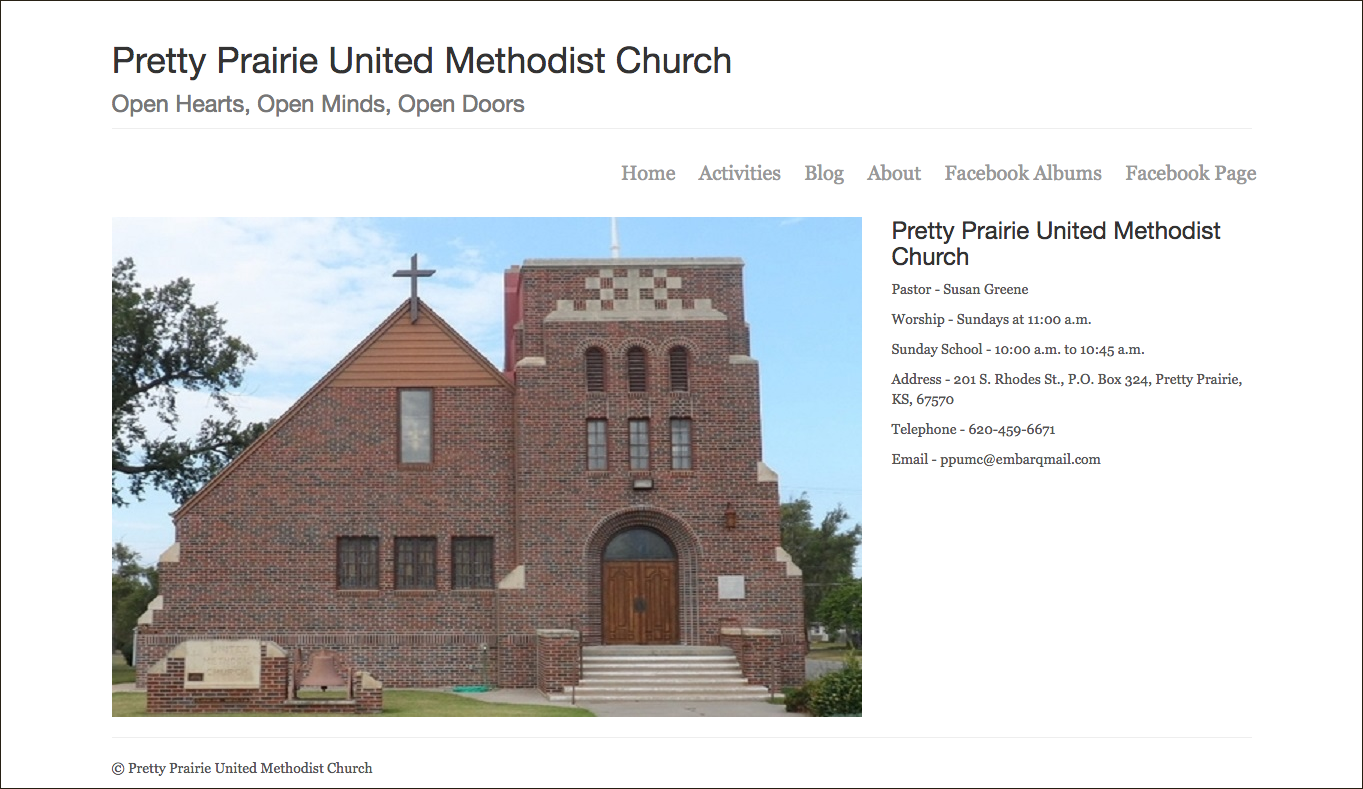 Pretty Prairie United Methodist Church
Open Hearts, Open Minds, Open Doors
Home Activities Blog About Facebook Albums Facebook Page
UNITED
METHODIST
CHURCH
Pretty Prairie United Methodist
Church
Pastor - Susan Greene
Worship - Sundays at 11:00 a.m.
Sunday School - 10:00 a.m. to 10:45 a.m.
Address - 201 S. Rhodes St., P.O. Box 324, Pretty Prairie,
KS, 67570
Telephone - 620-459-6671
Email - ppumc@embarqmail.com
© Pretty Prairie United Methodist Church